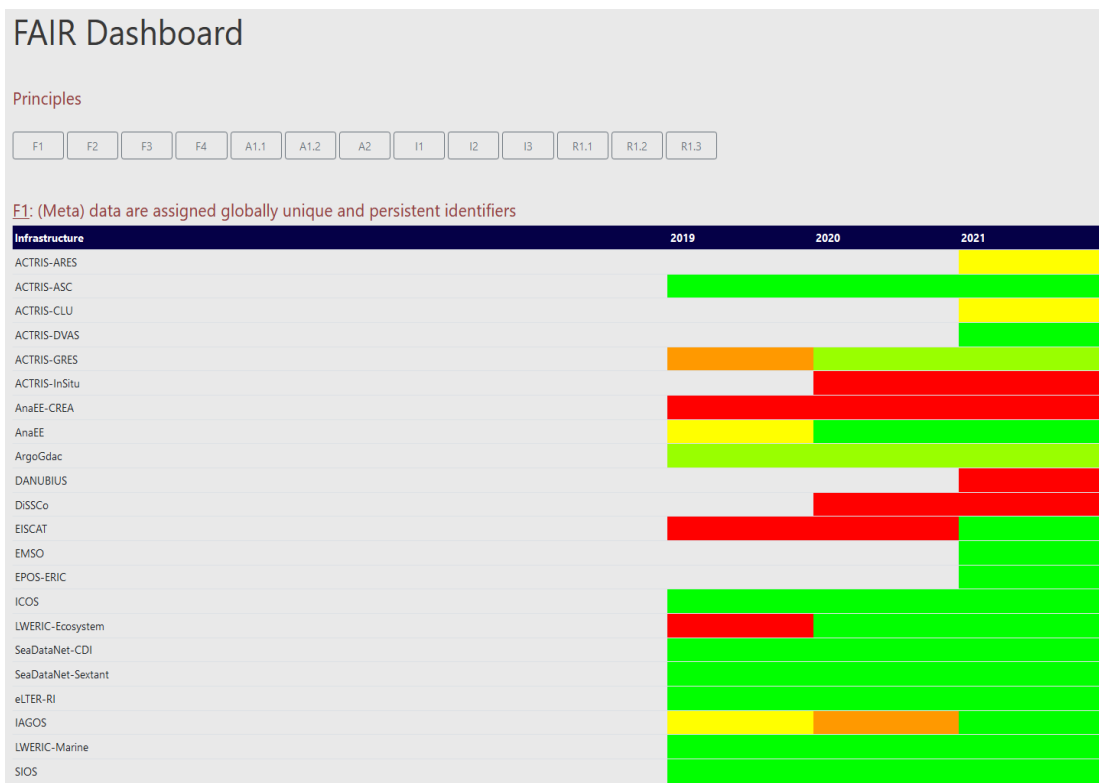 FAIR Dashboard
Principles
F1 F2 F3 F4 A1.1 A1.2 A2 I1 I2 I3 R1.1 R1.2 R1.3
F1: (Meta) data are assigned globally unique and persistent identifiers
Infrastructure 2019 2020 2021
ACTRIS-ARES
ACTRIS-ASC
ACTRIS-CLU
ACTRIS-DVAS
ACTRIS-GRES
ACTRIS-InSitu
AnaEE-CREA
AnaEE
ArgoGdac
DANUBIUS
DiSSCo
EISCAT
EMSO
EPOS-ERIC
ICOS
LWERIC-Ecosystem
SeaDataNet-CDI
SeaDataNet-Sextant
eLTER-RI
IAGOS
LWERIC-Marine
SIOS